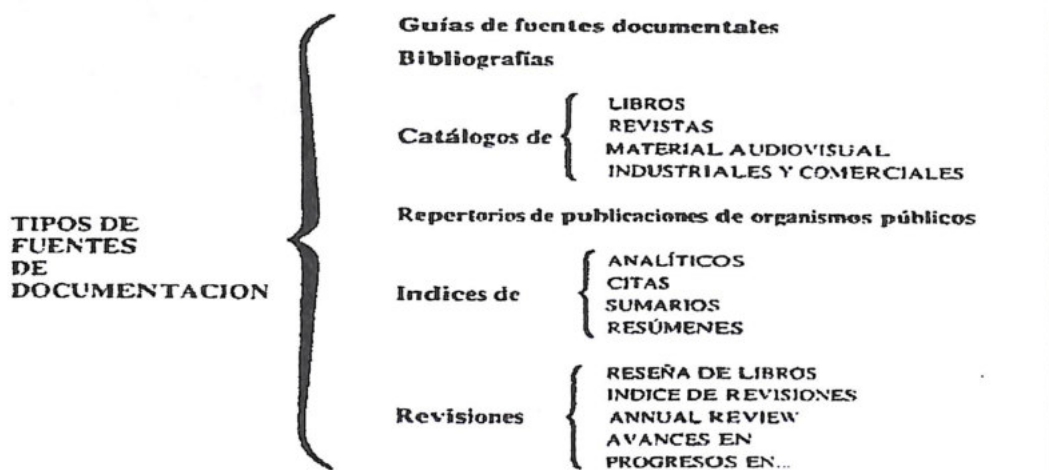 TIPOS DE
FUENTES
DE
DOCUMENTACION
Guías de fuentes documentales
Bibliografías
Catálogos de
LIBROS
REVISTAS
MATERIAL AUDIOVISUAL
INDUSTRIALES Y COMERCIALES
Repertorios de publicaciones de organismos públicos
Indices de
ANALÍTICOS
CITAS
SUMARIOS
RESÚMENES
Revisiones
RESEÑA DE LIBROS
INDICE DE REVISIONES
ANNUAL REVIEW
AVANCES EN
PROGRESOS EN...